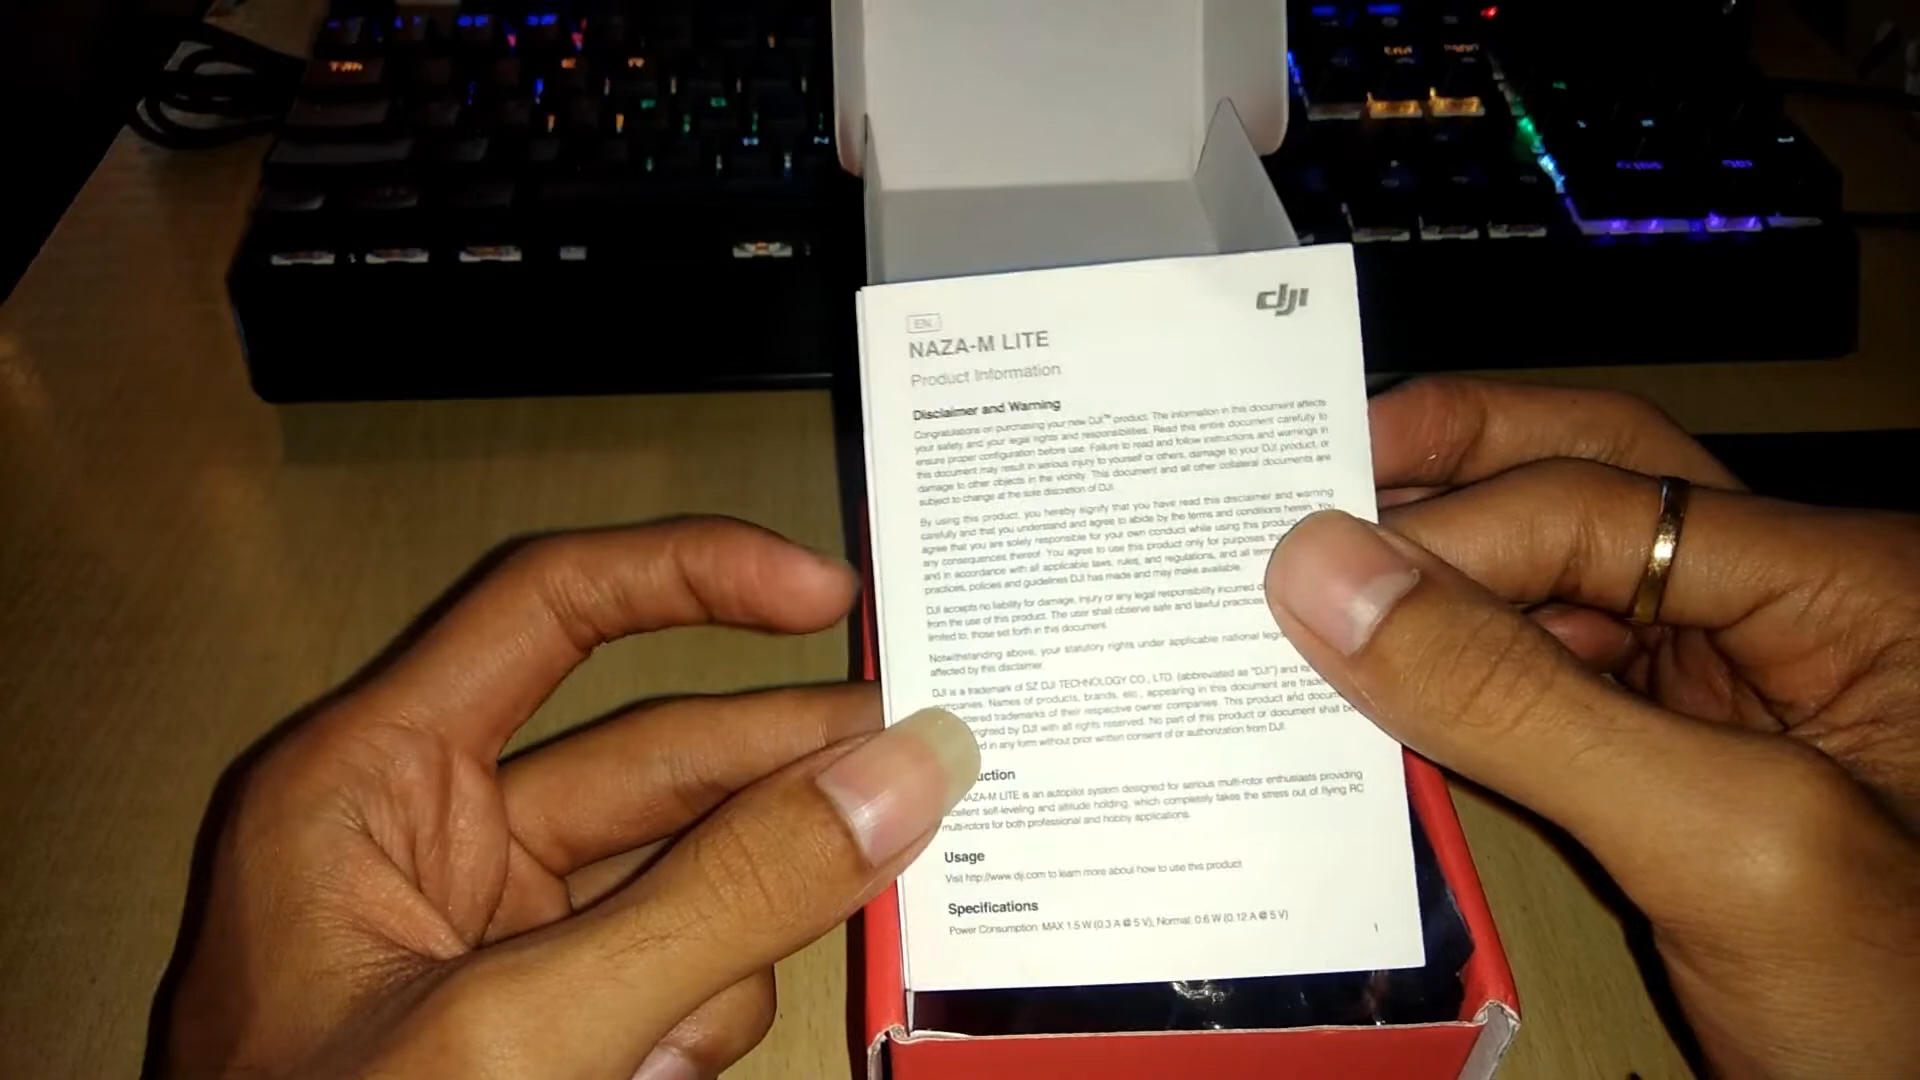 dji
EN
NAZA-M LITE
Product Information
Disclaimer and Warning
Congratulations on purchasing your new DJI™ product. The information in this document affects
your safety and your legal rights and responsibilities. Read this entire document carefully to
ensure proper configuration before use. Failure to read and follow instructions and warnings in
this document may result in serious injury to yourself or others, damage to your DJI product, or
damage to other objects in the vicinity. This document and all other collateral documents are
subject to change at the sole discretion of DJI.
By using this product, you hereby signify that you have read this disclaimer and warning
carefully and that you understand and agree to abide by the terms and conditions herein. You
agree that you are solely responsible for your own conduct while using this product
any consequences thereof. You agree to use this product only for purposes
and in accordance with all applicable laws, rules, and regulations, and all
practices, policies and guidelines DJI has made and may make available.
DJI accepts no liability for damage, injury or any legal responsibility incurred
from the use of this product. The user shall observe safe and lawful practices
limited to, those set forth in this document.
Notwithstanding above, your statutory rights under applicable national
affected by this disclaimer.
DJI is a trademark of SZ DJI TECHNOLOGY CO., LTD. (abbreviated as "DJI") and
Names of products, brands, etc., appearing in this document are
trademarks of their respective owner companies. This product and
by DJI with all rights reserved. No part of this product or document shall be
in any form without prior written consent of or authorization from DJI.
uction
NAZA-M LITE is an autopilot system designed for serious multi-rotor enthusiasts providing
excellent self-leveling and altitude holding, which completely takes the stress out of flying RC
multi-rotors for both professional and hobby applications.
Usage
Visit http://www.dji.com to learn more about how to use this product
Specifications
Power Consumption: MAX 1.5 W (0.3 A @ 5 V), Normal: 0.6 W (0.12 A @ 5 V)
1